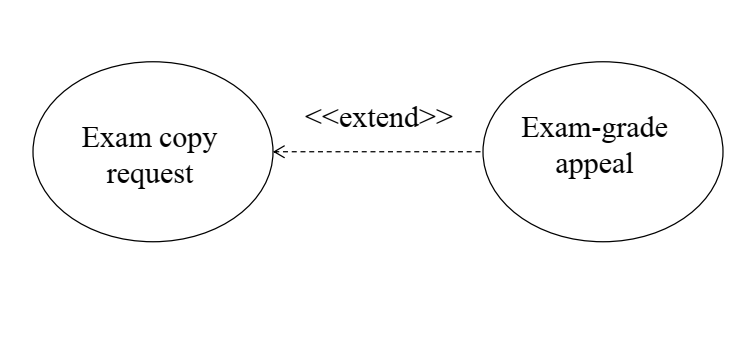 Exam copy
request
<<extend>>
Exam-grade
appeal